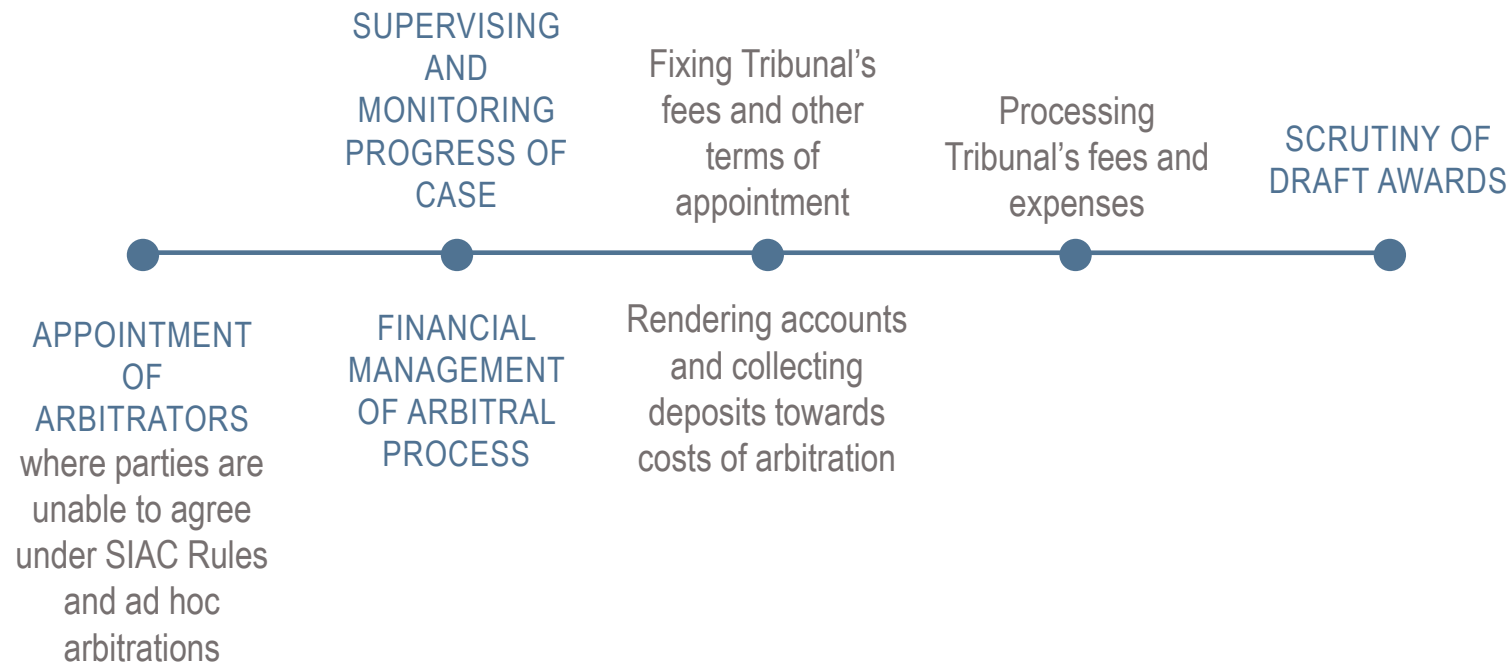 SUPERVISING
AND
MONITORING
PROGRESS OF
CASE
Fixing Tribunal’s
fees and other
terms of
appointment
Processing
Tribunal’s fees and
expenses
SCRUTINY OF
DRAFT AWARDS
APPOINTMENT
OF
ARBITRATORS
where parties are
unable to agree
under SIAC Rules
and ad hoc
arbitrations
FINANCIAL
MANAGEMENT
OF ARBITRAL
PROCESS
Rendering accounts
and collecting
deposits towards
costs of arbitration